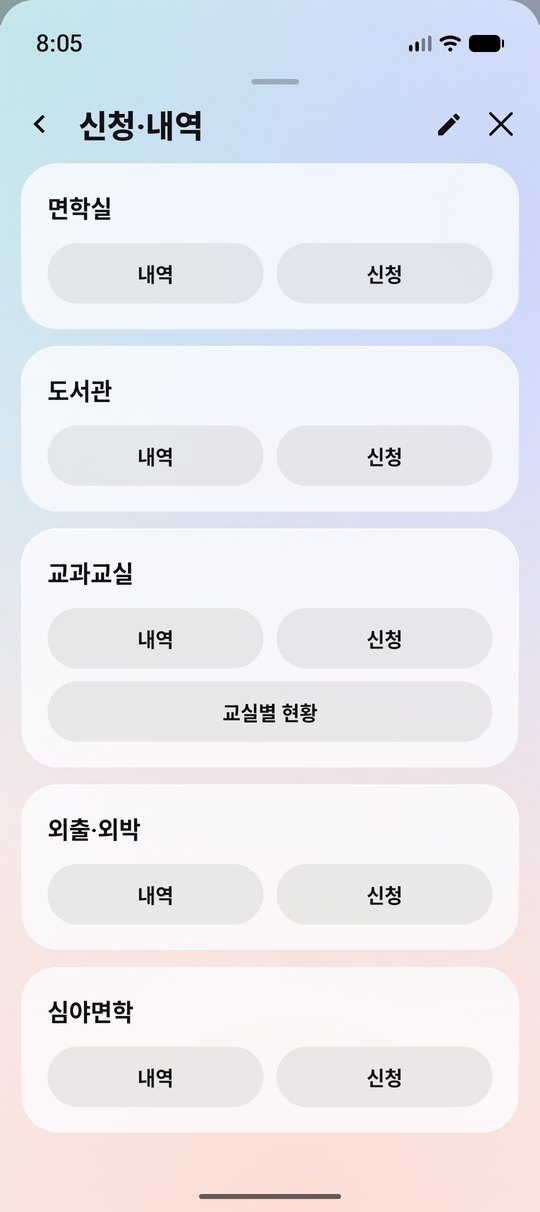 8:05
신청·내역
면학실
내역 신청
도서관
내역 신청
교과교실
내역 신청
교실별 현황
외출·외박
내역 신청
심야면학
내역 신청